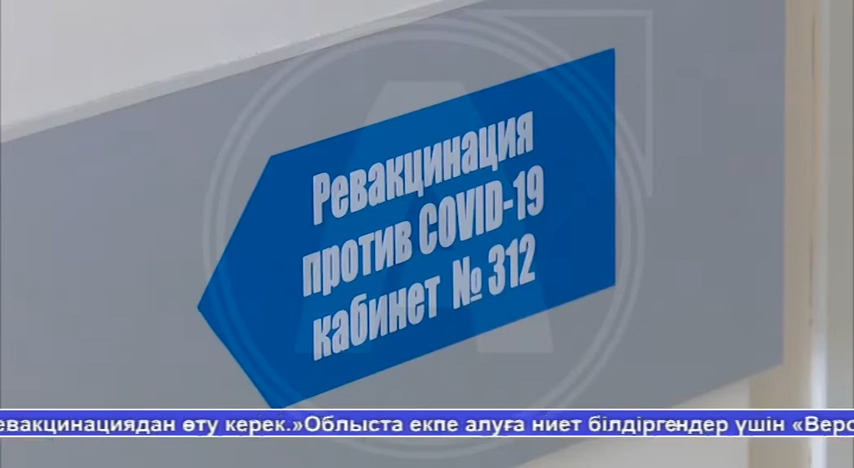 Ревакцинация
против COVID-19
кабинет № 312
евакцинациядан өту керек.»Облыста екпе алуға ниет білдіргендер үшін «Веро